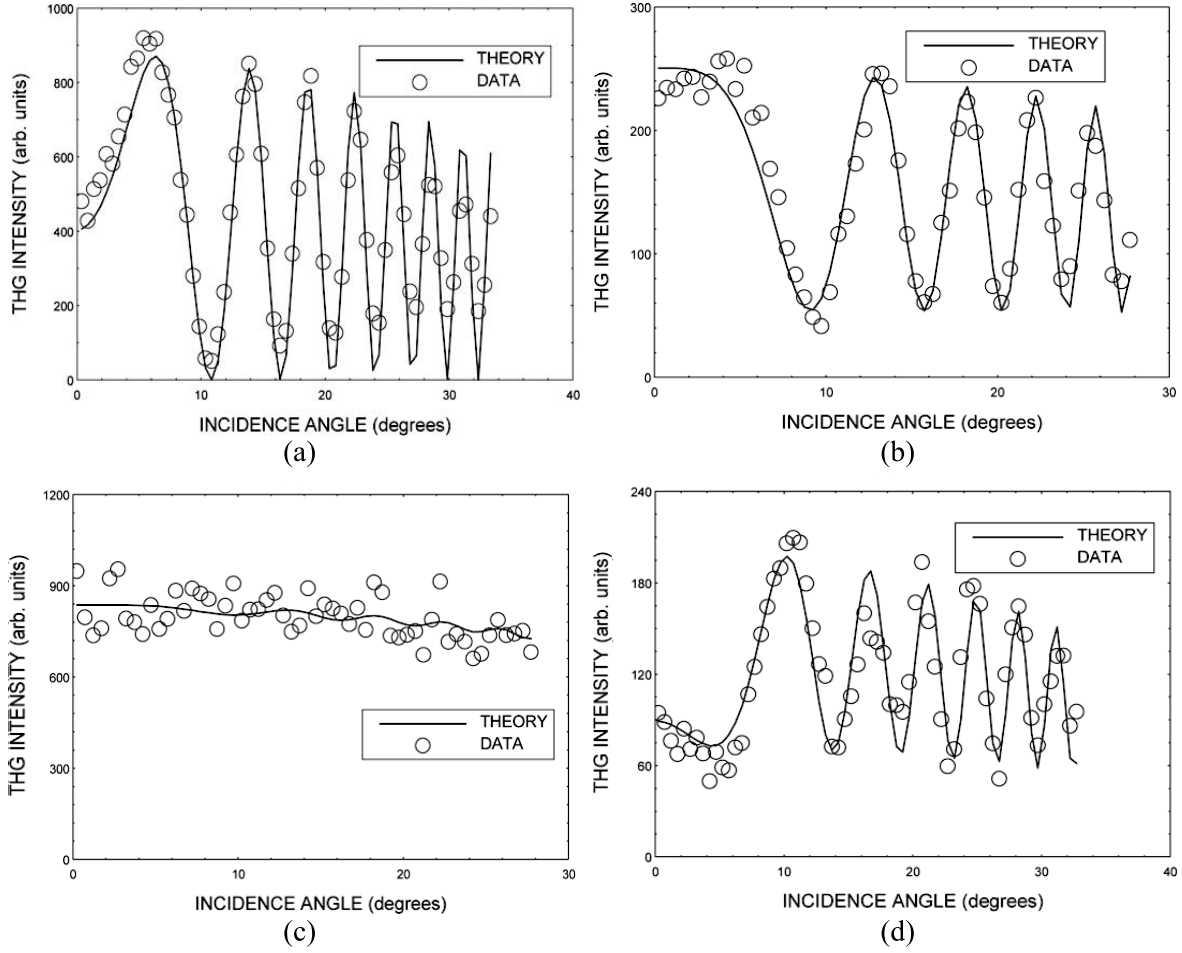 1000
800
600
400
200
0
THG INTENSITY (arb. units)
THEORY
DATA
0 10 20 30 40
INCIDENCE ANGLE (degrees)
(a)
300
200
100
0
THG INTENSITY (arb. units)
THEORY
DATA
0 10 20 30
INCIDENCE ANGLE (degrees)
(b)
1200
900
600
300
0
THG INTENSITY (arb. units)
THEORY
DATA
0 10 20 30
INCIDENCE ANGLE (degrees)
(c)
240
180
120
60
0
THG INTENSITY (arb. units)
THEORY
DATA
0 10 20 30 40
INCIDENCE ANGLE (degrees)
(d)